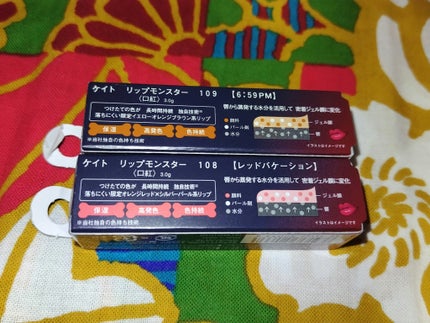 ケイト リップモンスター 109 【6:59PM】
〈口紅〉 3.0g
つけたての色が 長時間持続 独自技術※
落ちにくい限定イエローオレンジブラウン系リップ
保湿 高発色 色持続
※当社独自の色持ち技術
唇から蒸発する水分を活用して 密着ジェル膜に変化
顔料
パール剤
水分
ジェル膜
唇
イラストはイメージです
ケイト リップモンスター 108 【レッドバケーション】
〈口紅〉 3.0g
つけたての色が 長時間持続 独自技術※
落ちにくい限定オレンジレッド×シルバーパール系リップ
保湿 高発色 色持続
※当社独自の色持ち技術
唇から蒸発する水分を活用して 密着ジェル膜に変化
顔料
パール剤
水分
ジェル膜
唇
イラストはイメージです